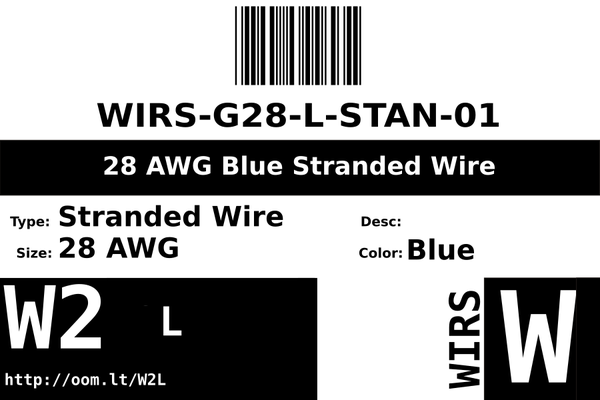 WIRS-G28-L-STAN-01
28 AWG Blue Stranded Wire
Type: Stranded Wire
Desc:
Size: 28 AWG
Color: Blue
W2 L
http://oom.lt/W2L
WIRS
W